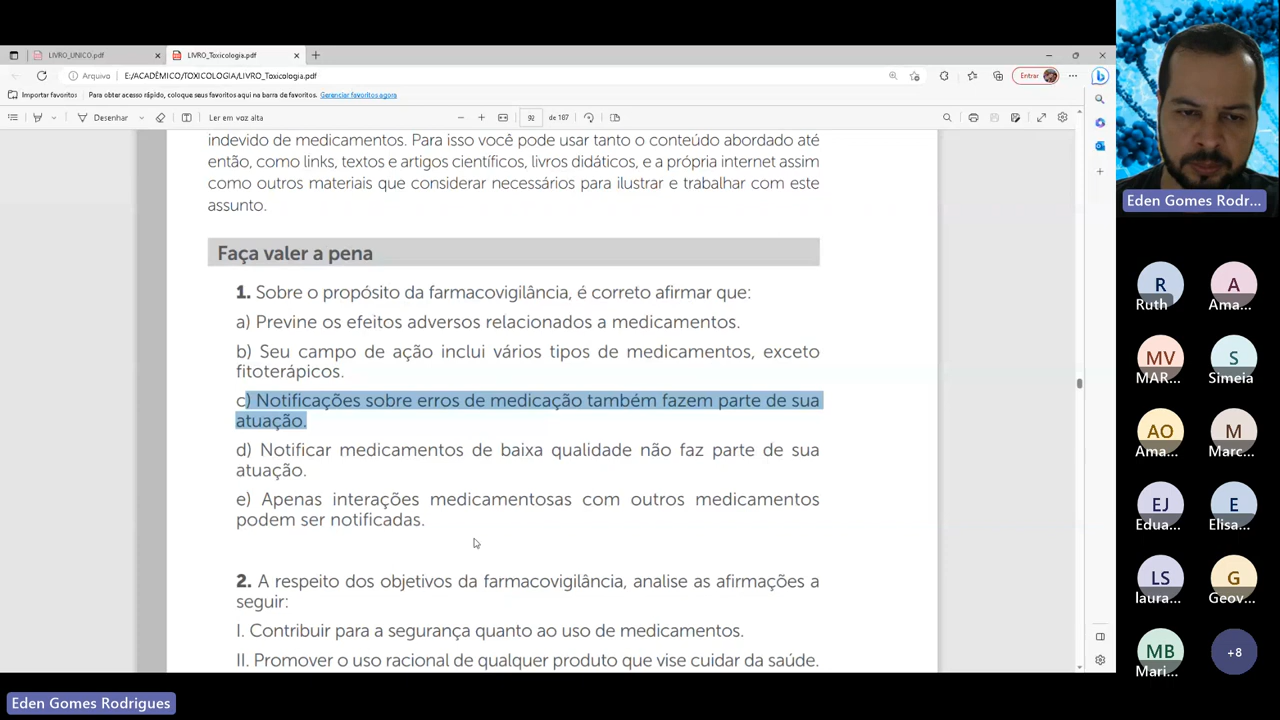 LIVRO_UNICO.pdf
LIVRO_Toxicologia.pdf
Arquivo
E:/ACADÊMICO/TOXICOLOGIA/LIVRO_Toxicologia.pdf
Entrar
Importar favoritos
Para obter acesso rápido, coloque seus favoritos aqui na barra de favoritos. Gerenciar favoritos agora
Desenhar
Ler em voz alta
92 de 187
indevido de medicamentos. Para isso você pode usar tanto o conteúdo abordado até
então, como links, textos e artigos científicos, livros didáticos, e a própria internet assim
como outros materiais que considerar necessários para ilustrar e trabalhar com este
assunto.
Faça valer a pena
1. Sobre o propósito da farmacovigilância, é correto afirmar que:
a) Previne os efeitos adversos relacionados a medicamentos.
b) Seu campo de ação inclui vários tipos de medicamentos, exceto
fitoterápicos.
c) Notificações sobre erros de medicação também fazem parte de sua
atuação.
d) Notificar medicamentos de baixa qualidade não faz parte de sua
atuação.
e) Apenas interações medicamentosas com outros medicamentos
podem ser notificadas.
2. A respeito dos objetivos da farmacovigilância, analise as afirmações a
seguir:
I. Contribuir para a segurança quanto ao uso de medicamentos.
II. Promover o uso racional de qualquer produto que vise cuidar da saúde.
Eden Gomes Rodr...
R
Ruth
A
Ama...
MV
MAR...
S
Simeia
AO
Ama...
M
Marc...
EJ
Edua...
E
Elisa...
LS
laura...
G
Geov...
MB
Mari...
+8
Eden Gomes Rodrigues